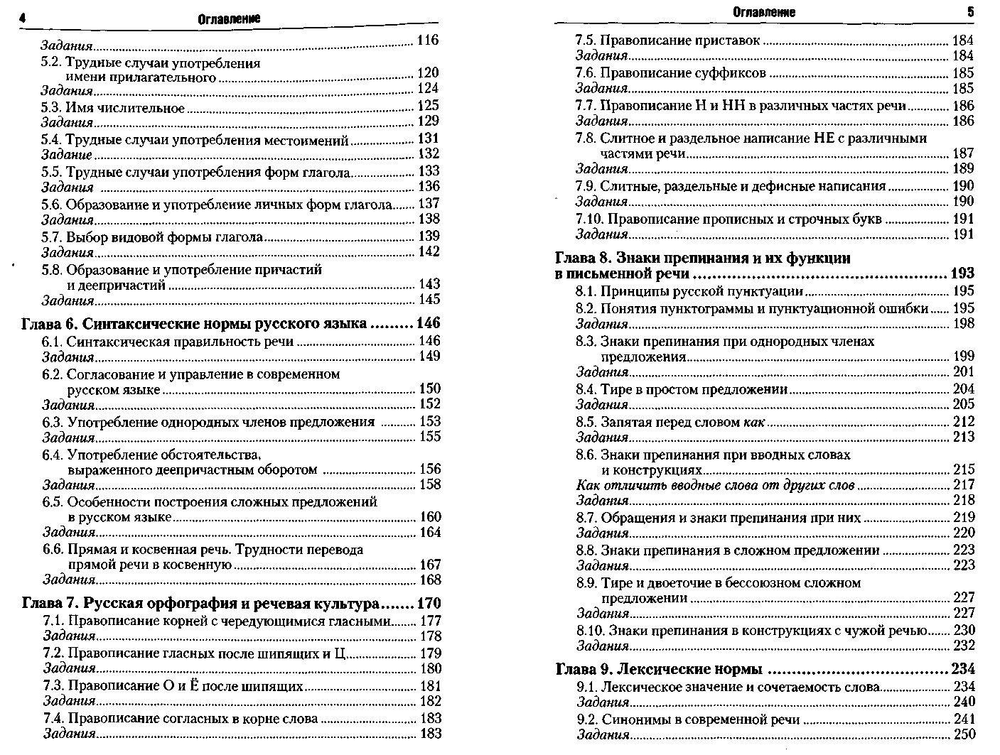 4 Оглавление
Задания 116
5.2. Трудные случаи употребления
имени прилагательного 120
Задания 124
5.3. Имя числительное 125
Задания 129
5.4. Трудные случаи употребления местоимений 131
Задание 132
5.5. Трудные случаи употребления форм глагола 133
Задания 136
5.6. Образование и употребление личных форм глагола 137
Задания 138
5.7. Выбор видовой формы глагола 139
Задания 142
5.8. Образование и употребление причастий
и деепричастий 143
Задания 145
Глава 6. Синтаксические нормы русского языка 146
6.1. Синтаксическая правильность речи 146
Задания 149
6.2. Согласование и управление в современном
русском языке 150
Задания 152
6.3. Употребление однородных членов предложения 153
Задания 155
6.4. Употребление обстоятельства,
выраженного деепричастным оборотом 156
Задания 158
6.5. Особенности построения сложных предложений
в русском языке 160
Задания 164
6.6. Прямая и косвенная речь. Трудности перевода
прямой речи в косвенную 167
Задания 168
Глава 7. Русская орфография и речевая культура 170
7.1. Правописание корней с чередующимися гласными 177
Задания 178
7.2. Правописание гласных после шипящих и Ц 179
Задания 180
7.3. Правописание О и Ё после шипящих 181
Задания 182
7.4. Правописание согласных в корне слова 183
Задания 183
Оглавление 5
7.5. Правописание приставок 184
Задания 184
7.6. Правописание суффиксов 185
Задания 185
7.7. Правописание Н и НН в различных частях речи 186
Задания 186
7.8. Слитное и раздельное написание НЕ с различными
частями речи 187
Задания 189
7.9. Слитные, раздельные и дефисные написания 190
Задания 190
7.10. Правописание прописных и строчных букв 191
Задания 191
Глава 8. Знаки препинания и их функции
в письменной речи 193
8.1. Принципы русской пунктуации 195
8.2. Понятия пунктограммы и пунктуационной ошибки 195
Задания 198
8.3. Знаки препинания при однородных членах
предложения 199
Задания 201
8.4. Тире в простом предложении 204
Задания 205
8.5. Запятая перед словом как 212
Задания 213
8.6. Знаки препинания при вводных словах
и конструкциях 215
Как отличить вводные слова от других слов 217
Задания 218
8.7. Обращения и знаки препинания при них 219
Задания 220
8.8. Знаки препинания в сложном предложении 223
Задания 223
8.9. Тире и двоеточие в бессоюзном сложном
предложении 227
Задания 227
8.10. Знаки препинания в конструкциях с чужой речью 230
Задания 232
Глава 9. Лексические нормы 234
9.1. Лексическое значение и сочетаемость слова 234
Задания 240
9.2. Синонимы в современной речи 241
Задания 250